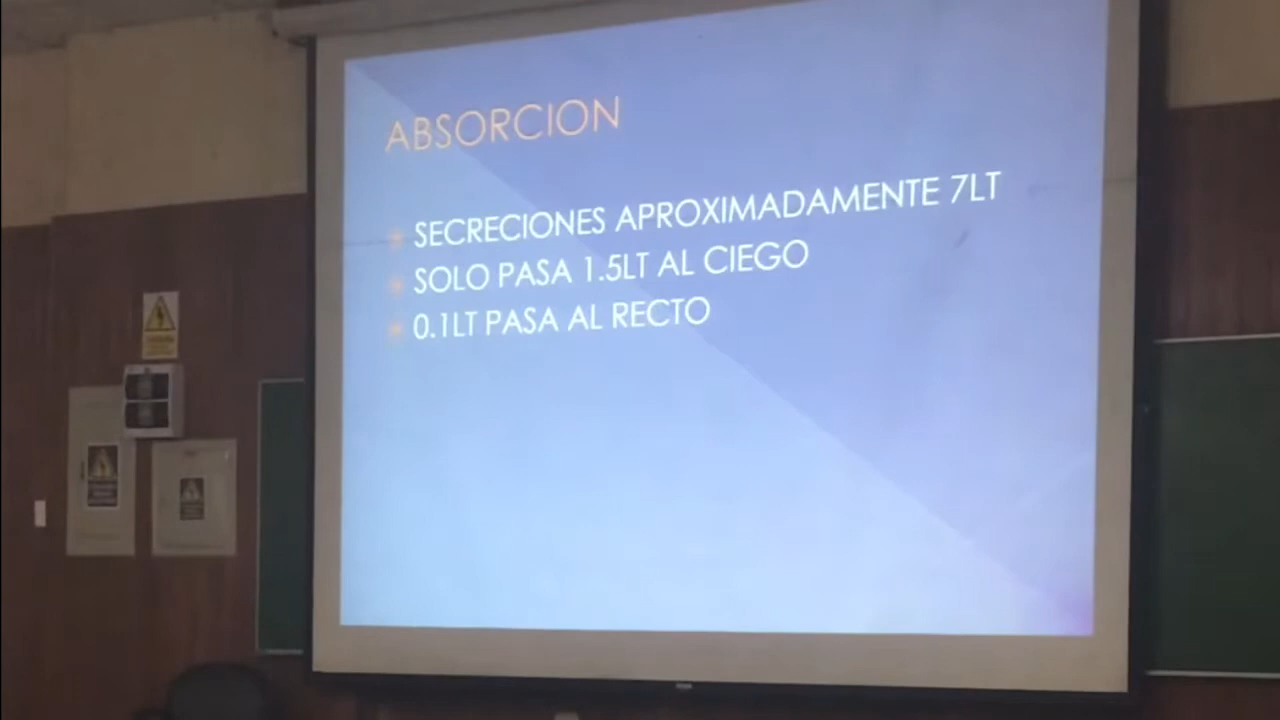 ABSORCION
SECRECIONES APROXIMADAMENTE 7LT
SOLO PASA 1.5LT AL CIEGO
0.1LT PASA AL RECTO